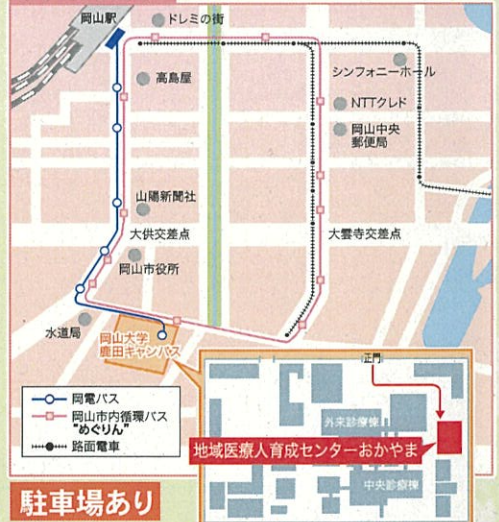 岡山駅
ドレミの街
高島屋
シンフォニーホール
NTTクレド
岡山中央
郵便局
山陽新聞社
大供交差点
大雲寺交差点
岡山市役所
水道局
岡山大学
鹿田キャンパス
岡電バス
岡山市内循環バス
"めぐりん"
路面電車
正門
外来診療棟
地域医療人育成センターおかやま
中央診療棟
駐車場あり